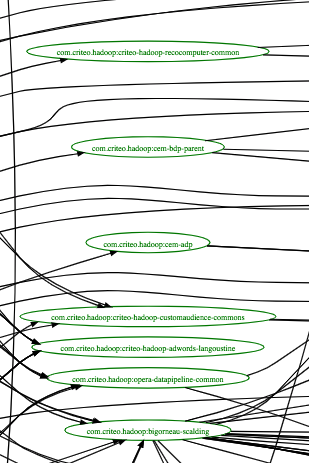 com.criteo.hadoop:criteo-hadoop-recocomputer-common
com.criteo.hadoop:cem-bdp-parent
com.criteo.hadoop:cem-adp
com.criteo.hadoop:criteo-hadoop-customaudience-commons
com.criteo.hadoop:criteo-hadoop-adwords-langoustine
com.criteo.hadoop:opera-datapipeline-common
com.criteo.hadoop:bigorneau-scalding